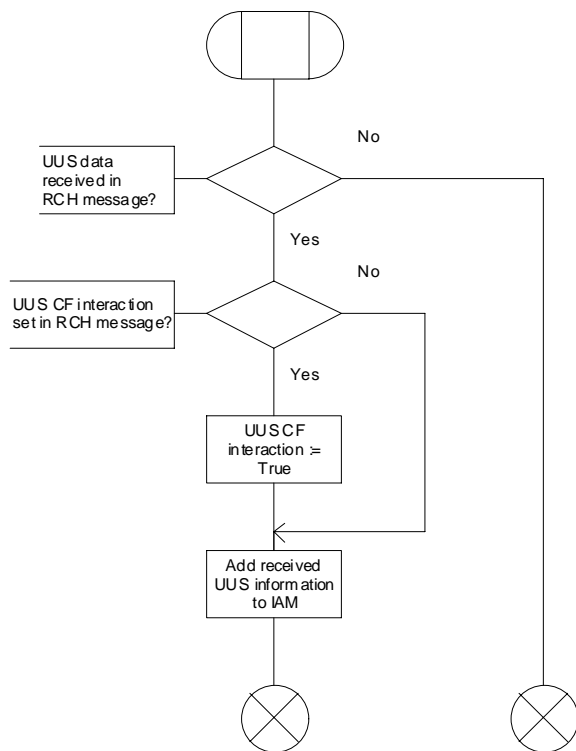 No
UUS data
received in
RCH message?
Yes
No
UUS CF interaction
set in RCH message?
Yes
UUS CF
interaction :=
True
Add received
UUS information
to IAM